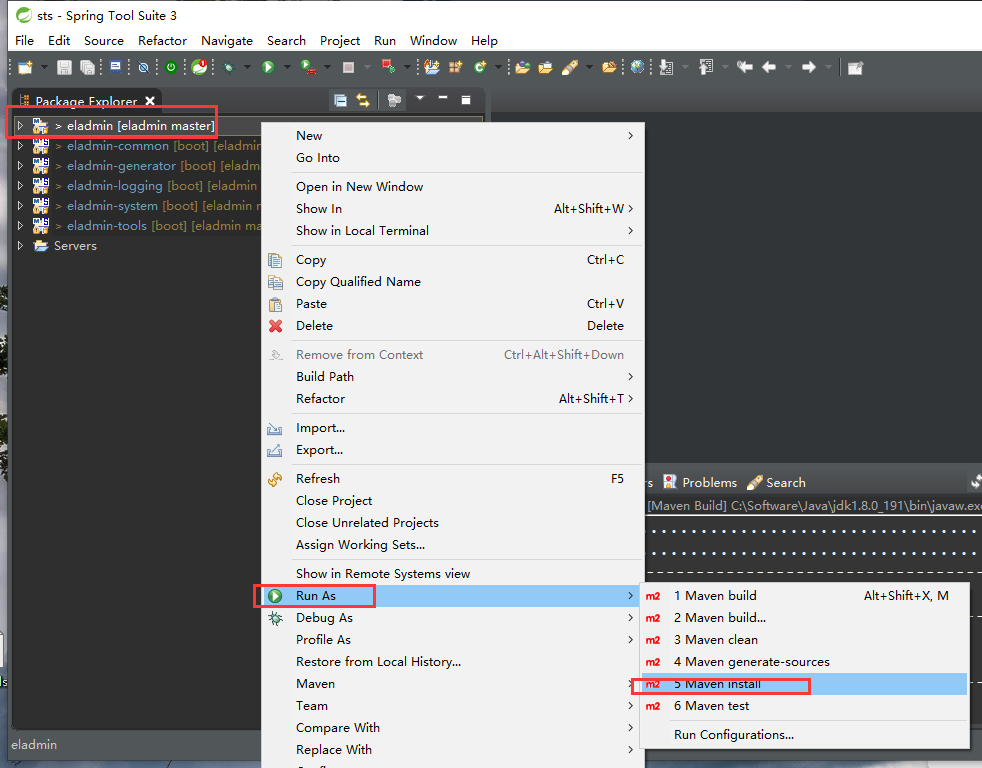 sts - Spring Tool Suite 3
File Edit Source Refactor Navigate Search Project Run Window Help
Package Explorer
> eladmin [eladmin master]
> eladmin-common [boot] [eladm
> eladmin-generator [boot] [eladm
> eladmin-logging [boot] [eladmin
> eladmin-system [boot] [eladmin m
> eladmin-tools [boot] [eladmin ma
Servers
New
Go Into
Open in New Window
Show In Alt+Shift+W >
Show in Local Terminal
Copy Ctrl+C
Copy Qualified Name
Paste Ctrl+V
Delete Delete
Remove from Context Ctrl+Alt+Shift+Down
Build Path
Refactor Alt+Shift+T >
Import...
Export...
Refresh F5
Close Project
Close Unrelated Projects
Assign Working Sets...
Show in Remote Systems view
Run As
Debug As
Profile As
Restore from Local History...
Maven
Team
Compare With
Replace With
rs Problems Search
[Maven Build] C:\Software\Java\jdk1.8.0_191\bin\javaw.exe
m2 1 Maven build Alt+Shift+X, M
m2 2 Maven build...
m2 3 Maven clean
m2 4 Maven generate-sources
m2 5 Maven install
m2 6 Maven test
Run Configurations...
eladmin